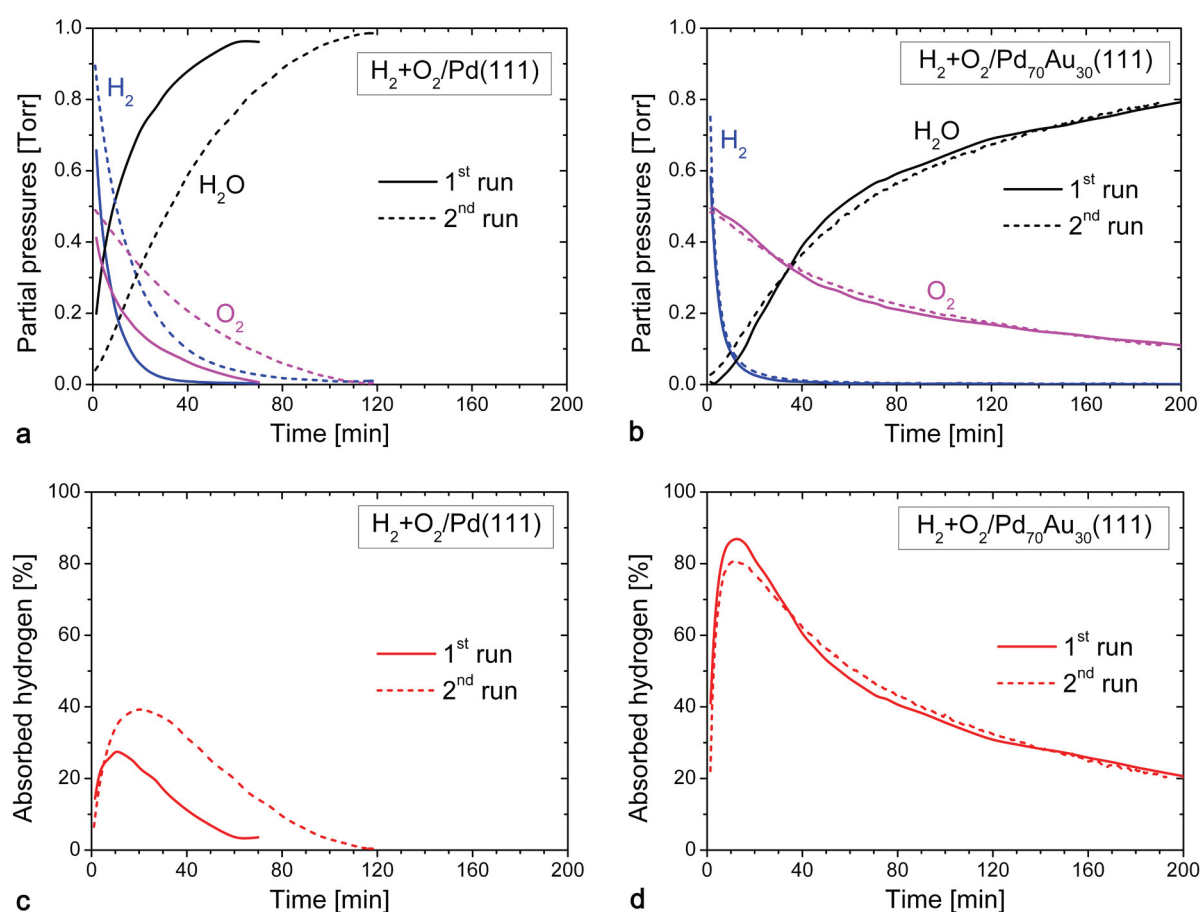 H₂+O₂/Pd(111)
H₂
H₂O
O₂
1st run
2nd run
Partial pressures [Torr]
1.0
0.8
0.6
0.4
0.2
0.0
0 40 80 120 160 200
Time [min]
a
H₂+O₂/Pd₇₀Au₃₀(111)
H₂
H₂O
O₂
1st run
2nd run
Partial pressures [Torr]
1.0
0.8
0.6
0.4
0.2
0.0
0 40 80 120 160 200
Time [min]
b
H₂+O₂/Pd(111)
1st run
2nd run
Absorbed hydrogen [%]
100
80
60
40
20
0
0 40 80 120 160 200
Time [min]
c
H₂+O₂/Pd₇₀Au₃₀(111)
1st run
2nd run
Absorbed hydrogen [%]
100
80
60
40
20
0
0 40 80 120 160 200
Time [min]
d